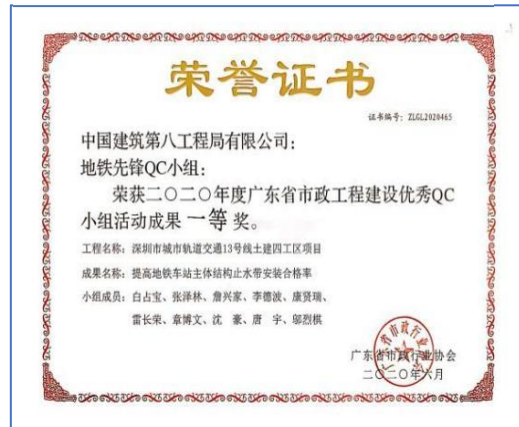 荣誉证书
证书编号：ZLGL2020465
中国建筑第八工程局有限公司：
地铁先锋QC小组：
荣获二〇二〇年度广东省市政工程建设优秀QC
小组活动成果 一等 奖。
工程名称：深圳市城市轨道交通13号线土建四工区项目
成果名称：提高地铁车站主体结构止水带安装合格率
小组成员：白占宝、张泽林、詹兴家、李德波、康贤瑞、
雷长荣、章博文、沈 豪、唐 宇、邬烈棋
广东省市政行业协会
二〇二〇年六月